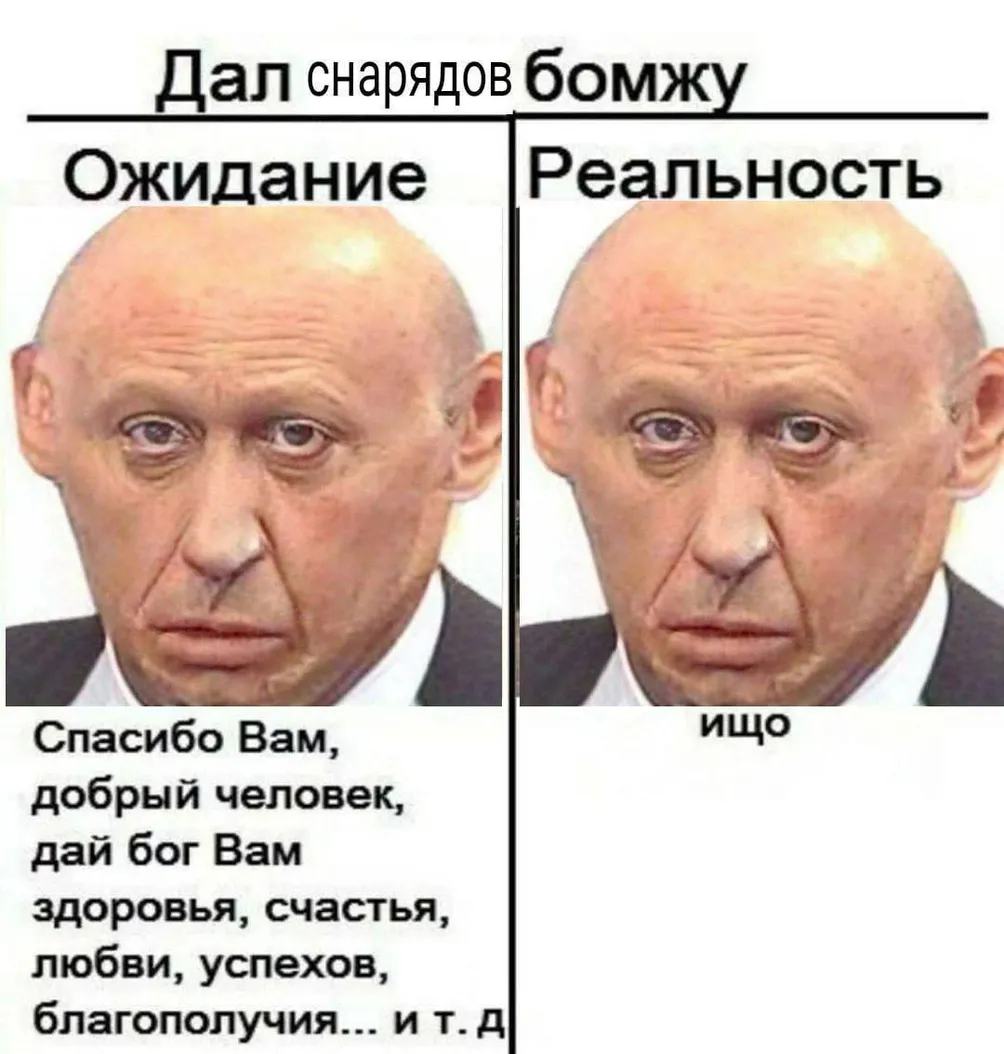 Дал снарядов бомжу
Ожидание
Реальность
Спасибо Вам,
добрый человек,
дай бог Вам
здоровья, счастья,
любви, успехов,
благополучия... и т. д
ищо